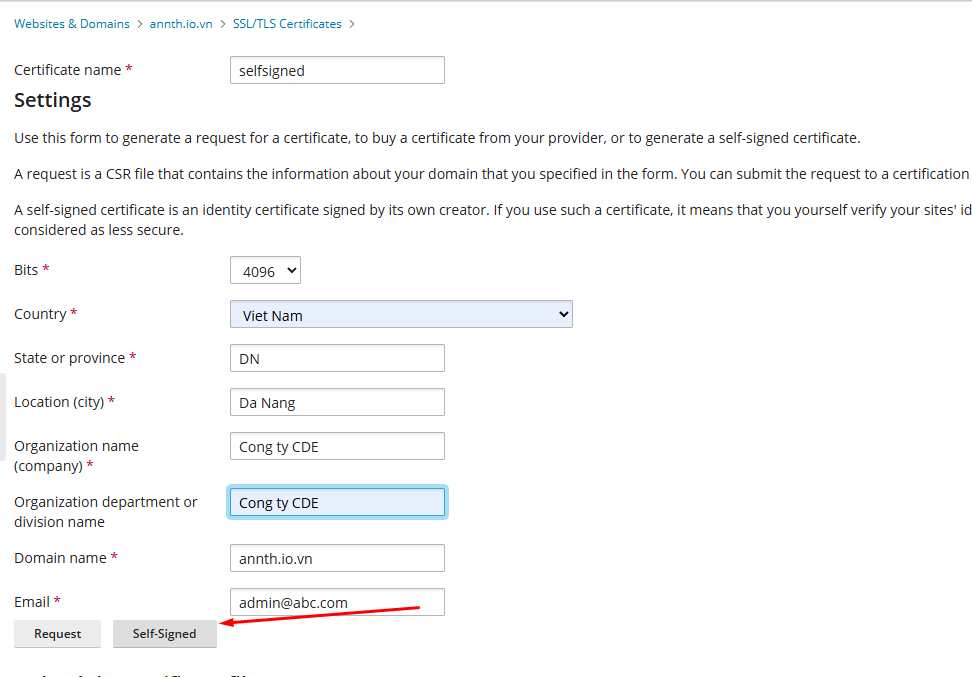 Websites & Domains > annth.io.vn > SSL/TLS Certificates >
Certificate name * selfsigned
Settings
Use this form to generate a request for a certificate, to buy a certificate from your provider, or to generate a self-signed certificate.
A request is a CSR file that contains the information about your domain that you specified in the form. You can submit the request to a certification
A self-signed certificate is an identity certificate signed by its own creator. If you use such a certificate, it means that you yourself verify your sites' id
considered as less secure.
Bits * 4096
Country * Viet Nam
State or province * DN
Location (city) * Da Nang
Organization name
(company) * Cong ty CDE
Organization department or
division name Cong ty CDE
Domain name * annth.io.vn
Email * admin@abc.com
Request Self-Signed